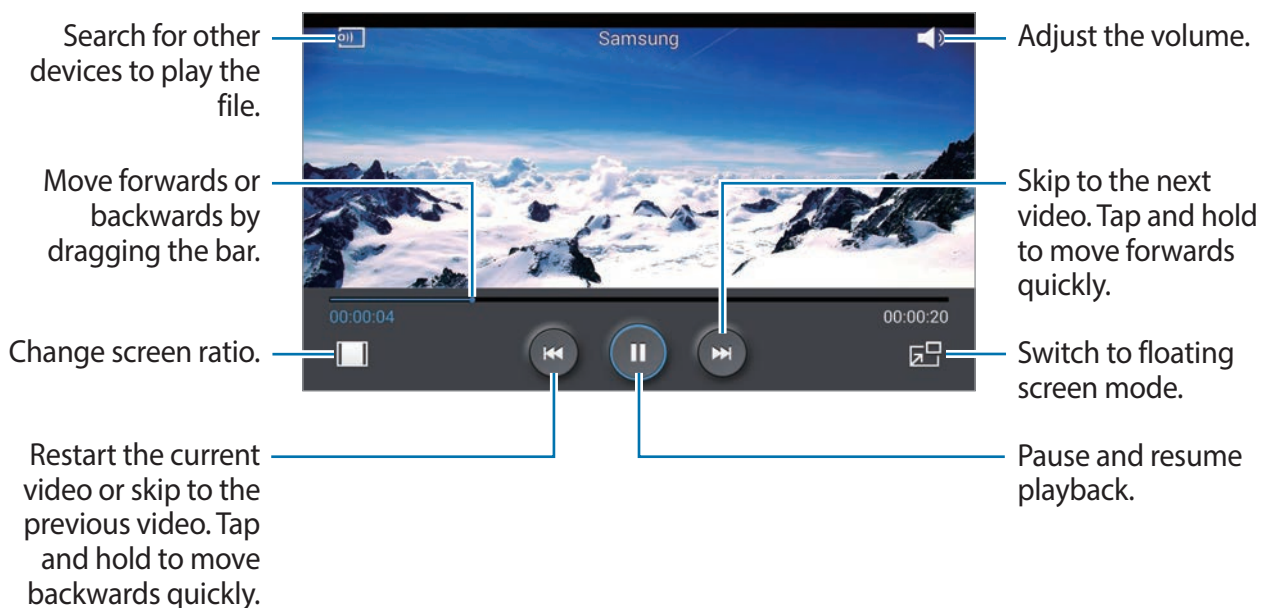 Search for other
devices to play the
file.
Samsung
Adjust the volume.
Move forwards or
backwards by
dragging the bar.
Skip to the next
video. Tap and hold
to move forwards
quickly.
00:00:04
00:00:20
Change screen ratio.
Switch to floating
screen mode.
Restart the current
video or skip to the
previous video. Tap
and hold to move
backwards quickly.
Pause and resume
playback.